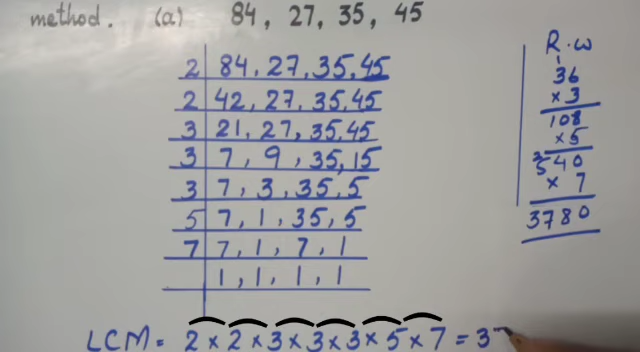 method. (a) 84, 27, 35, 45
2 | 84, 27, 35, 45
2 | 42, 27, 35, 45
3 | 21, 27, 35, 45
3 | 7, 9, 35, 15
3 | 7, 3, 35, 5
5 | 7, 1, 35, 5
7 | 7, 1, 7, 1
1, 1, 1, 1
LCM = 2 × 2 × 3 × 3 × 3 × 5 × 7 = 37
R.W
1
36
× 3
108
× 5
3
540
× 7
3780